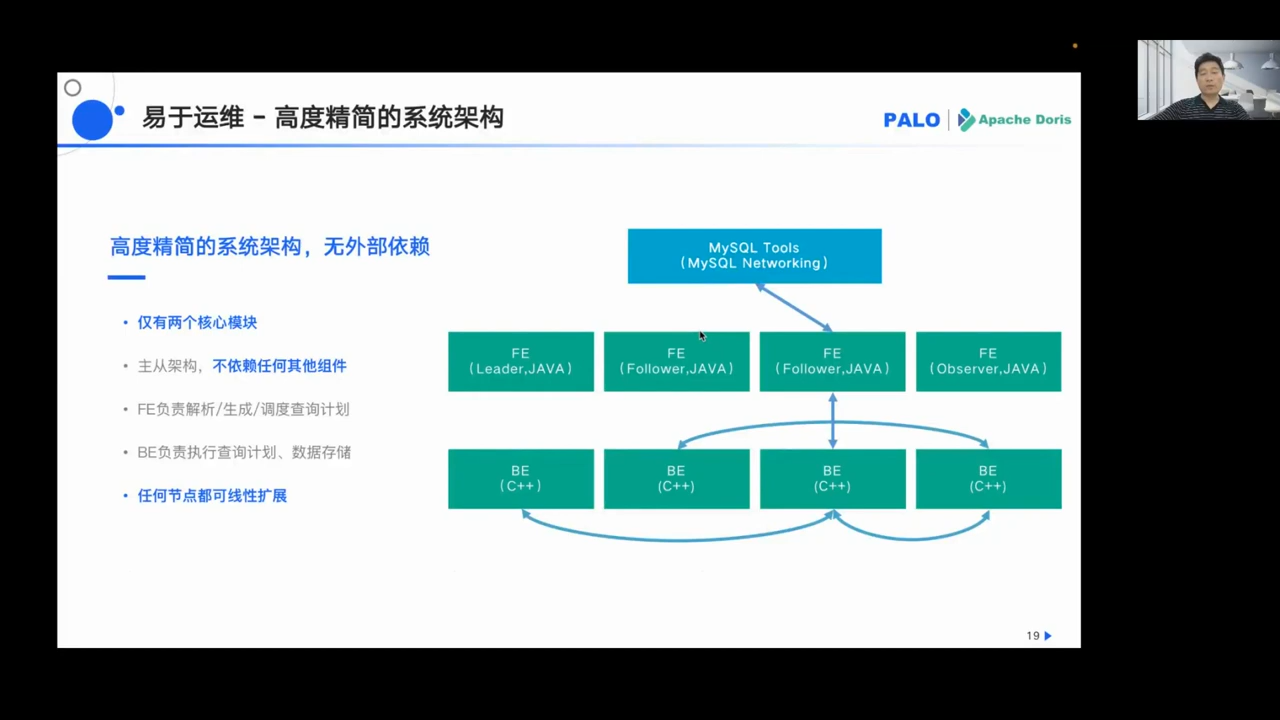 易于运维 - 高度精简的系统架构
PALO
Apache Doris
高度精简的系统架构，无外部依赖
• 仅有两个核心模块
• 主从架构，不依赖任何其他组件
• FE负责解析/生成/调度查询计划
• BE负责执行查询计划、数据存储
• 任何节点都可线性扩展
MySQL Tools
(MySQL Networking)
FE
(Leader,JAVA)
FE
(Follower,JAVA)
FE
(Follower,JAVA)
FE
(Observer,JAVA)
BE
(C++)
BE
(C++)
BE
(C++)
BE
(C++)
19